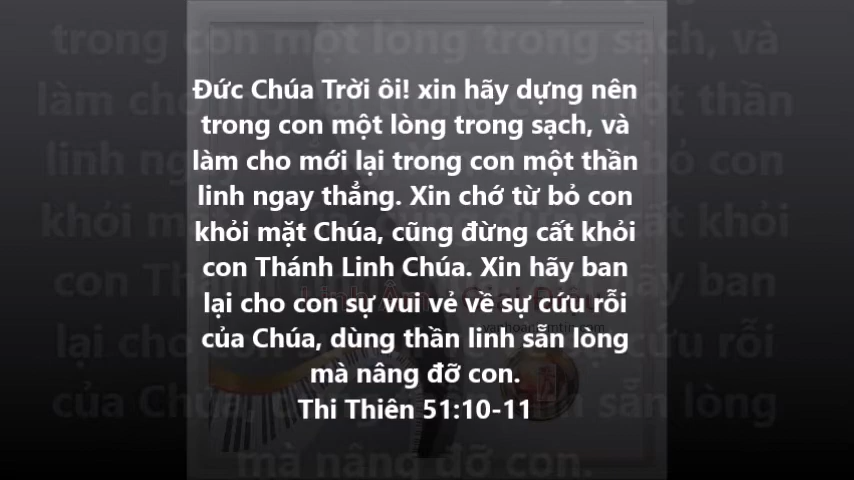 Đức Chúa Trời ôi! xin hãy dựng nên
trong con một lòng trong sạch, và
làm cho mới lại trong con một thần
linh ngay thẳng. Xin chớ từ bỏ con
khỏi mặt Chúa, cũng đừng cất khỏi
con Thánh Linh Chúa. Xin hãy ban
lại cho con sự vui vẻ về sự cứu rỗi
của Chúa, dùng thần linh sẵn lòng
mà nâng đỡ con.
Thi Thiên 51:10-11